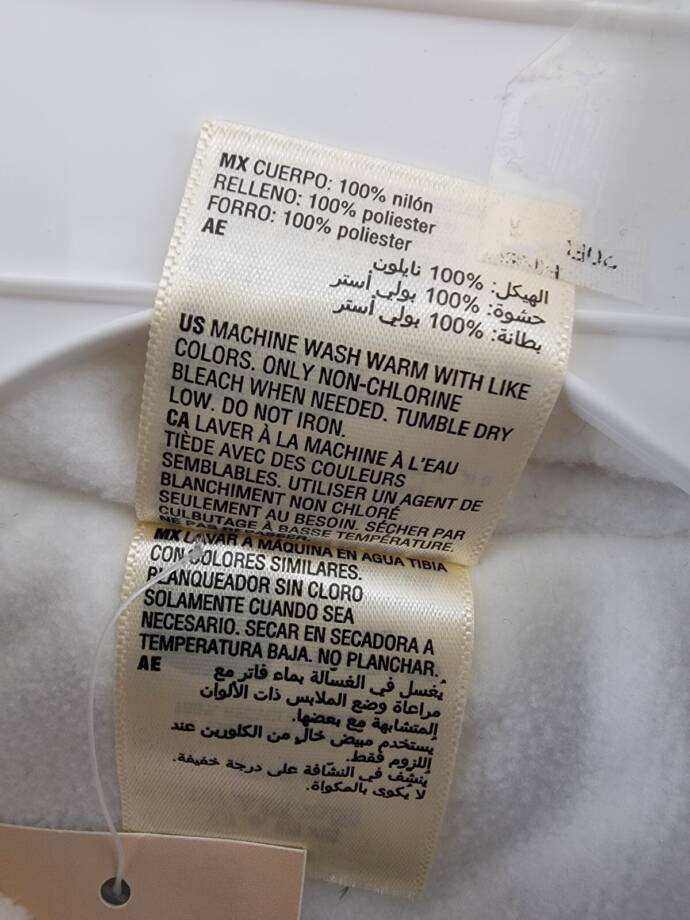 MX CUERPO: 100% nilón
RELLENO: 100% poliester
FORRO: 100% poliester
AE
الهيكل: %100 نايلون
حشوة: %100 بولي أستر
بطانة: %100 بولي أستر
US MACHINE WASH WARM WITH LIKE
COLORS. ONLY NON-CHLORINE
BLEACH WHEN NEEDED. TUMBLE DRY
LOW. DO NOT IRON.
CA LAVER À LA MACHINE À L'EAU
TIÈDE AVEC DES COULEURS
SEMBLABLES. UTILISER UN AGENT DE
BLANCHIMENT NON CHLORÉ
SEULEMENT AU BESOIN. SÉCHER PAR
CULBUTAGE À BASSE TEMPÉRATURE.
NE PAS REPASSER.
MX LAVAR A MÁQUINA EN AGUA TIBIA
CON COLORES SIMILARES.
BLANQUEADOR SIN CLORO
SOLAMENTE CUANDO SEA
NECESARIO. SECAR EN SECADORA A
TEMPERATURA BAJA. NO PLANCHAR.
AE
يغسل في الغسالة بماء فاتر مع
مراعاة وضع الملابس ذات الألوان
المتشابهة مع بعضها.
يستخدم مبيض خالٍ من الكلورين عند
اللزوم فقط.
ينشّف في النشّافة على درجة خفيفة.
لا يكوى بالمكواة.